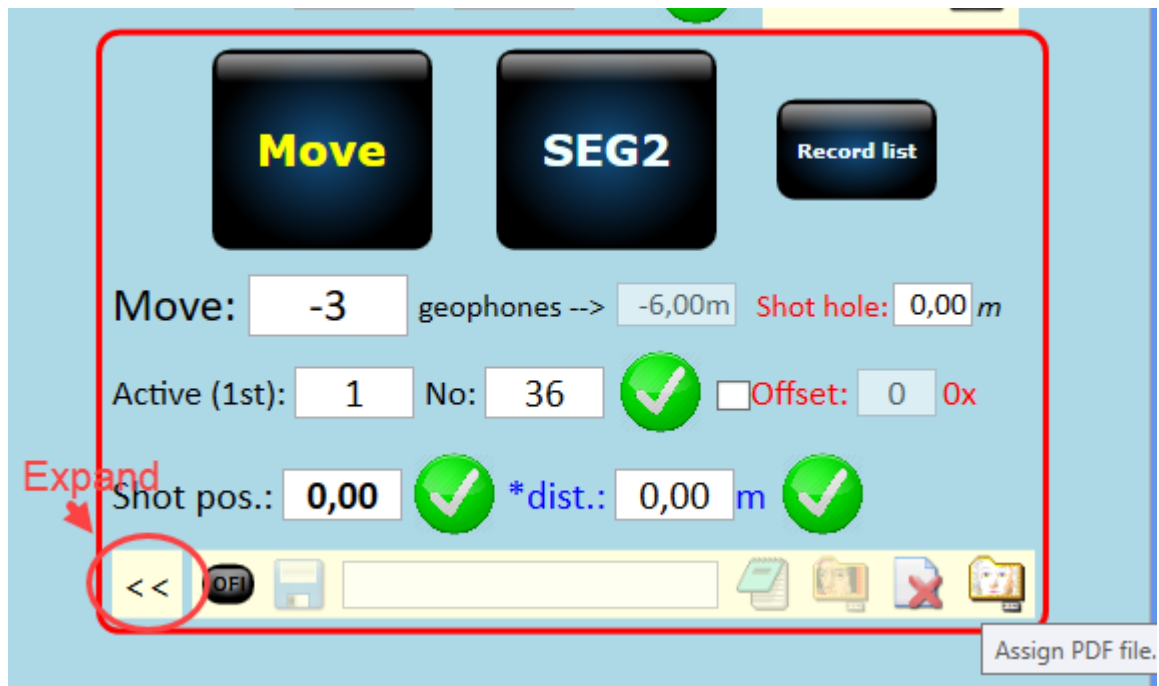 Move SEG2 Record list
Move: -3 geophones --> -6,00m Shot hole: 0,00 m
Active (1st): 1 No: 36 Offset: 0 0x
Expand
Shot pos.: 0,00 *dist.: 0,00 m
<< OFI
Assign PDF file.